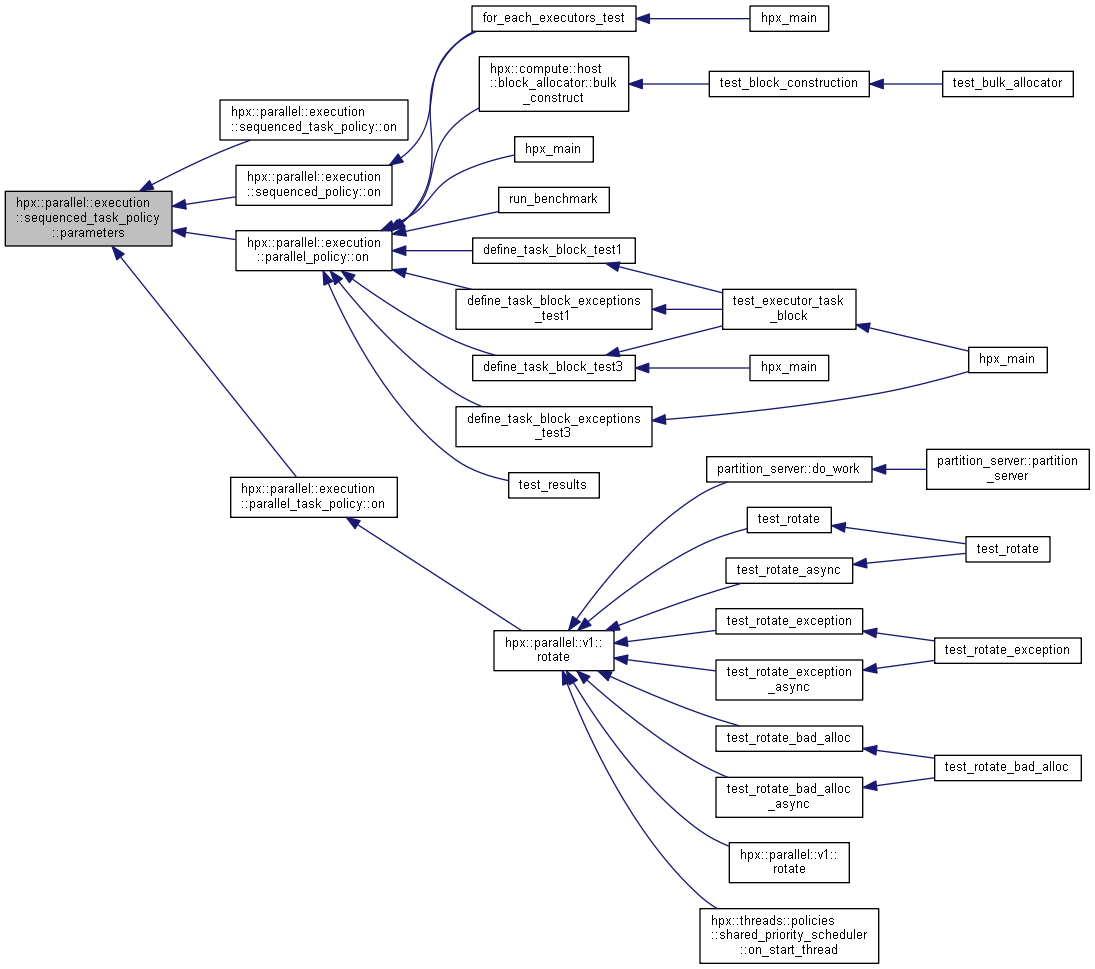 for_each_executors_test
hpx_main
hpx::compute::host
::block_allocator::bulk
_construct
test_block_construction
test_bulk_allocator
hpx::parallel::execution
::sequenced_task_policy::on
hpx_main
hpx::parallel::execution
::sequenced_policy::on
hpx::parallel::execution
::sequenced_task_policy
::parameters
run_benchmark
hpx::parallel::execution
::parallel_policy::on
define_task_block_test1
define_task_block_exceptions
_test1
test_executor_task
_block
define_task_block_test3
hpx_main
hpx_main
define_task_block_exceptions
_test3
test_results
hpx::parallel::execution
::parallel_task_policy::on
partition_server::do_work
partition_server::partition
_server
test_rotate
test_rotate
test_rotate_async
hpx::parallel::v1::
rotate
test_rotate_exception
test_rotate_exception
test_rotate_exception
_async
test_rotate_bad_alloc
test_rotate_bad_alloc
test_rotate_bad_alloc
_async
hpx::parallel::v1::
rotate
hpx::threads::policies
::shared_priority_scheduler
::on_start_thread